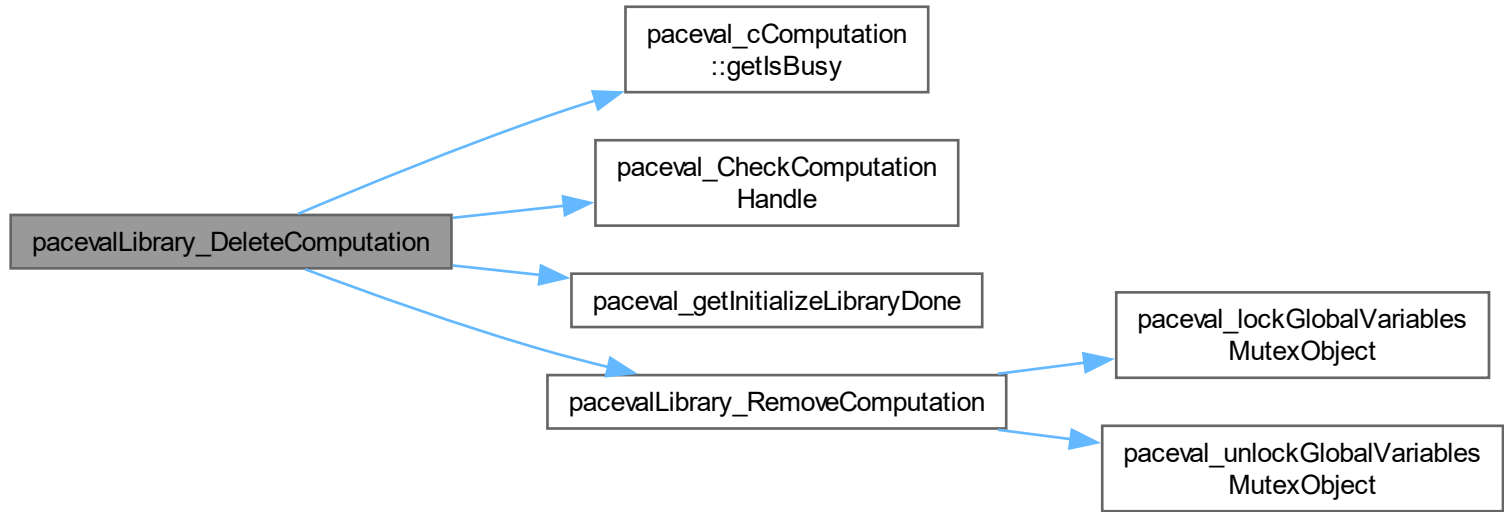 paceval_cComputation
::getIsBusy
paceval_CheckComputation
Handle
pacevalLibrary_DeleteComputation
paceval_getInitializeLibraryDone
pacevalLibrary_RemoveComputation
paceval_lockGlobalVariables
MutexObject
paceval_unlockGlobalVariables
MutexObject